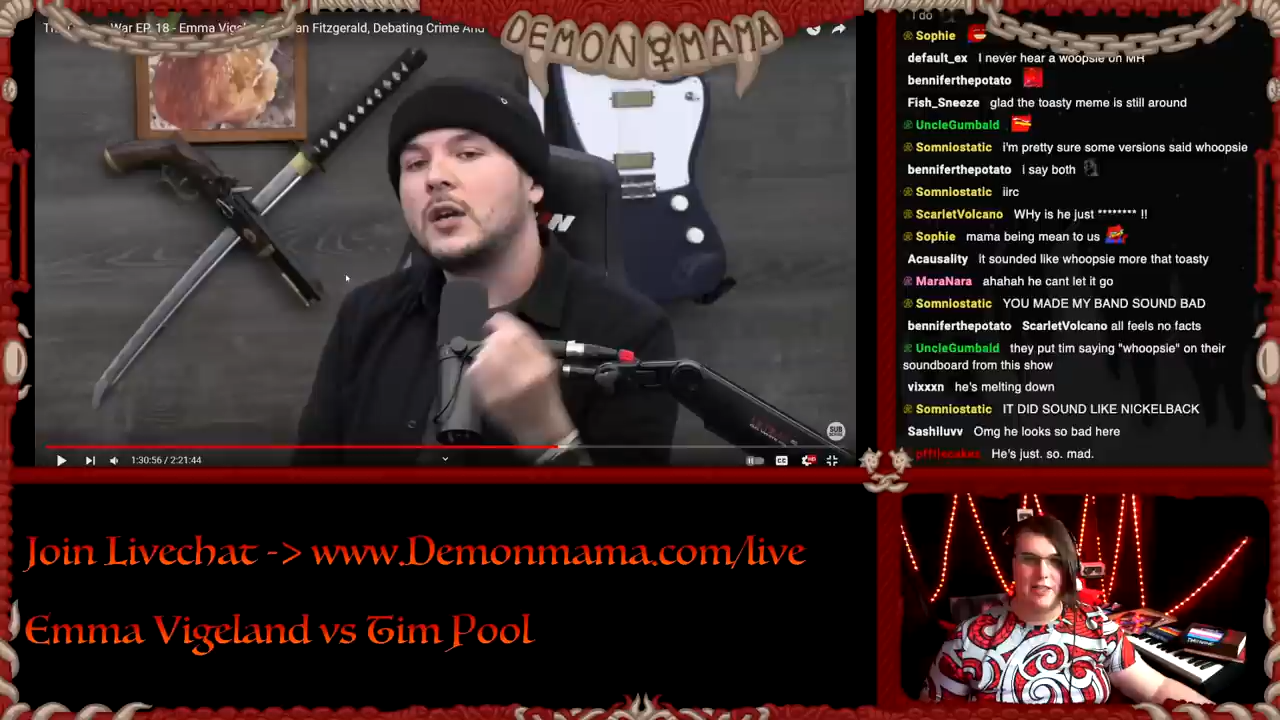 War EP. 18 - Emma
an Fitzgerald, Debating Crime And
DEMON MAMA
1:30:56 / 2:21:44
SUB
I do
Sophie
default_ex I never hear a woopsie on MR
benniferthepotato
Fish_Sneeze glad the toasty meme is still around
UncleGumbald
Somniostatic i'm pretty sure some versions said whoopsie
benniferthepotato i say both
Somniostatic iirc
ScarletVolcano WHy is he just ******** !!
Sophie mama being mean to us
Acausality it sounded like whoopsie more that toasty
MaraNara ahahah he cant let it go
Somniostatic YOU MADE MY BAND SOUND BAD
benniferthepotato ScarletVolcano all feels no facts
UncleGumbald they put tim saying "whoopsie" on their
soundboard from this show
vixxxn he's melting down
Somniostatic IT DID SOUND LIKE NICKELBACK
Sashiluvv Omg he looks so bad here
He's just. so. mad.
Join Livechat -> www.Demonmama.com/live
Emma Vigeland vs Tim Pool